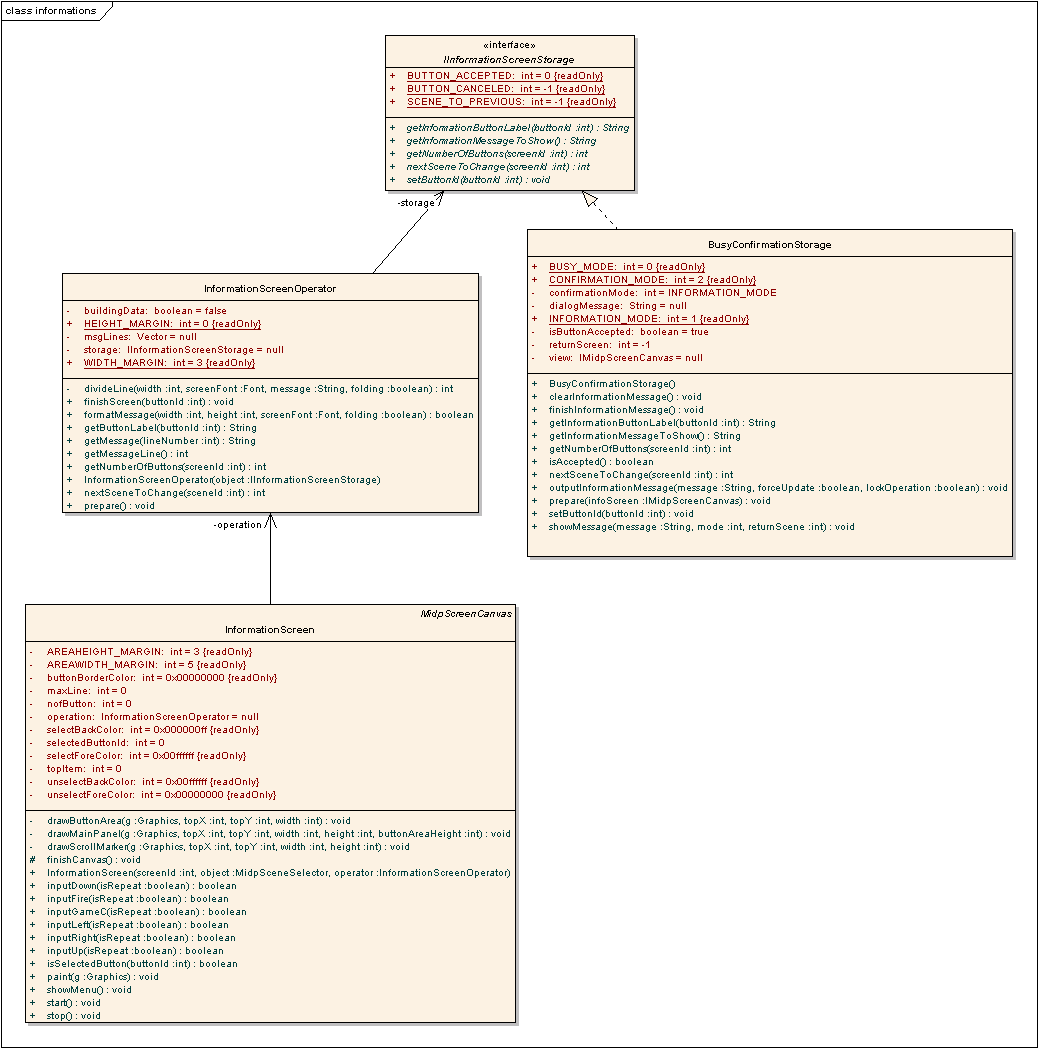 class informations
«interface»
IInformationScreenStorage
+ BUTTON_ACCEPTED: int = 0 {readOnly}
+ BUTTON_CANCELED: int = -1 {readOnly}
+ SCENE_TO_PREVIOUS: int = -1 {readOnly}
+ getInformationButtonLabel(buttonId :int) : String
+ getInformationMessageToShow() : String
+ getNumberOfButtons(screenId :int) : int
+ nextSceneToChange(screenId :int) : int
+ setButtonId(buttonId :int) : void
-storage
BusyConfirmationStorage
+ BUSY_MODE: int = 0 {readOnly}
+ CONFIRMATION_MODE: int = 2 {readOnly}
- confirmationMode: int = INFORMATION_MODE
- dialogMessage: String = null
+ INFORMATION_MODE: int = 1 {readOnly}
- isButtonAccepted: boolean = true
- returnScreen: int = -1
- view: IMidpScreenCanvas = null
+ BusyConfirmationStorage()
+ clearInformationMessage() : void
+ finishInformationMessage() : void
+ getInformationButtonLabel(buttonId :int) : String
+ getInformationMessageToShow() : String
+ getNumberOfButtons(screenId :int) : int
+ isAccepted() : boolean
+ nextSceneToChange(screenId :int) : int
+ outputInformationMessage(message :String, forceUpdate :boolean, lockOperation :boolean) : void
+ prepare(infoScreen :IMidpScreenCanvas) : void
+ setButtonId(buttonId :int) : void
+ showMessage(message :String, mode :int, returnScene :int) : void
InformationScreenOperator
- buildingData: boolean = false
+ HEIGHT_MARGIN: int = 0 {readOnly}
- msgLines: Vector = null
- storage: IInformationScreenStorage = null
+ WIDTH_MARGIN: int = 3 {readOnly}
- divideLine(width :int, screenFont :Font, message :String, folding :boolean) : int
+ finishScreen(buttonId :int) : void
+ formatMessage(width :int, height :int, screenFont :Font, folding :boolean) : boolean
+ getButtonLabel(buttonId :int) : String
+ getMessage(lineNumber :int) : String
+ getMessageLine() : int
+ getNumberOfButtons(screenId :int) : int
+ InformationScreenOperator(object :IInformationScreenStorage)
+ nextSceneToChange(sceneId :int) : int
+ prepare() : void
-operation
MidpScreenCanvas
InformationScreen
- AREAHEIGHT_MARGIN: int = 3 {readOnly}
- AREAWIDTH_MARGIN: int = 5 {readOnly}
- buttonBorderColor: int = 0x00000000 {readOnly}
- maxLine: int = 0
- nofButton: int = 0
- operation: InformationScreenOperator = null
- selectBackColor: int = 0x000000ff {readOnly}
- selectedButtonId: int = 0
- selectForeColor: int = 0x00ffffff {readOnly}
- topItem: int = 0
- unselectBackColor: int = 0x00ffffff {readOnly}
- unselectForeColor: int = 0x00000000 {readOnly}
- drawButtonArea(g :Graphics, topX :int, topY :int, width :int) : void
- drawMainPanel(g :Graphics, topX :int, topY :int, width :int, height :int, buttonAreaHeight :int) : void
- drawScrollMarker(g :Graphics, topX :int, topY :int, width :int, height :int) : void
# finishCanvas() : void
+ InformationScreen(screenId :int, object :MidpSceneSelector, operator :InformationScreenOperator)
+ inputDown(isRepeat :boolean) : boolean
+ inputFire(isRepeat :boolean) : boolean
+ inputGameC(isRepeat :boolean) : boolean
+ inputLeft(isRepeat :boolean) : boolean
+ inputRight(isRepeat :boolean) : boolean
+ inputUp(isRepeat :boolean) : boolean
+ isSelectedButton(buttonId :int) : boolean
+ paint(g :Graphics) : void
+ showMenu() : void
+ start() : void
+ stop() : void